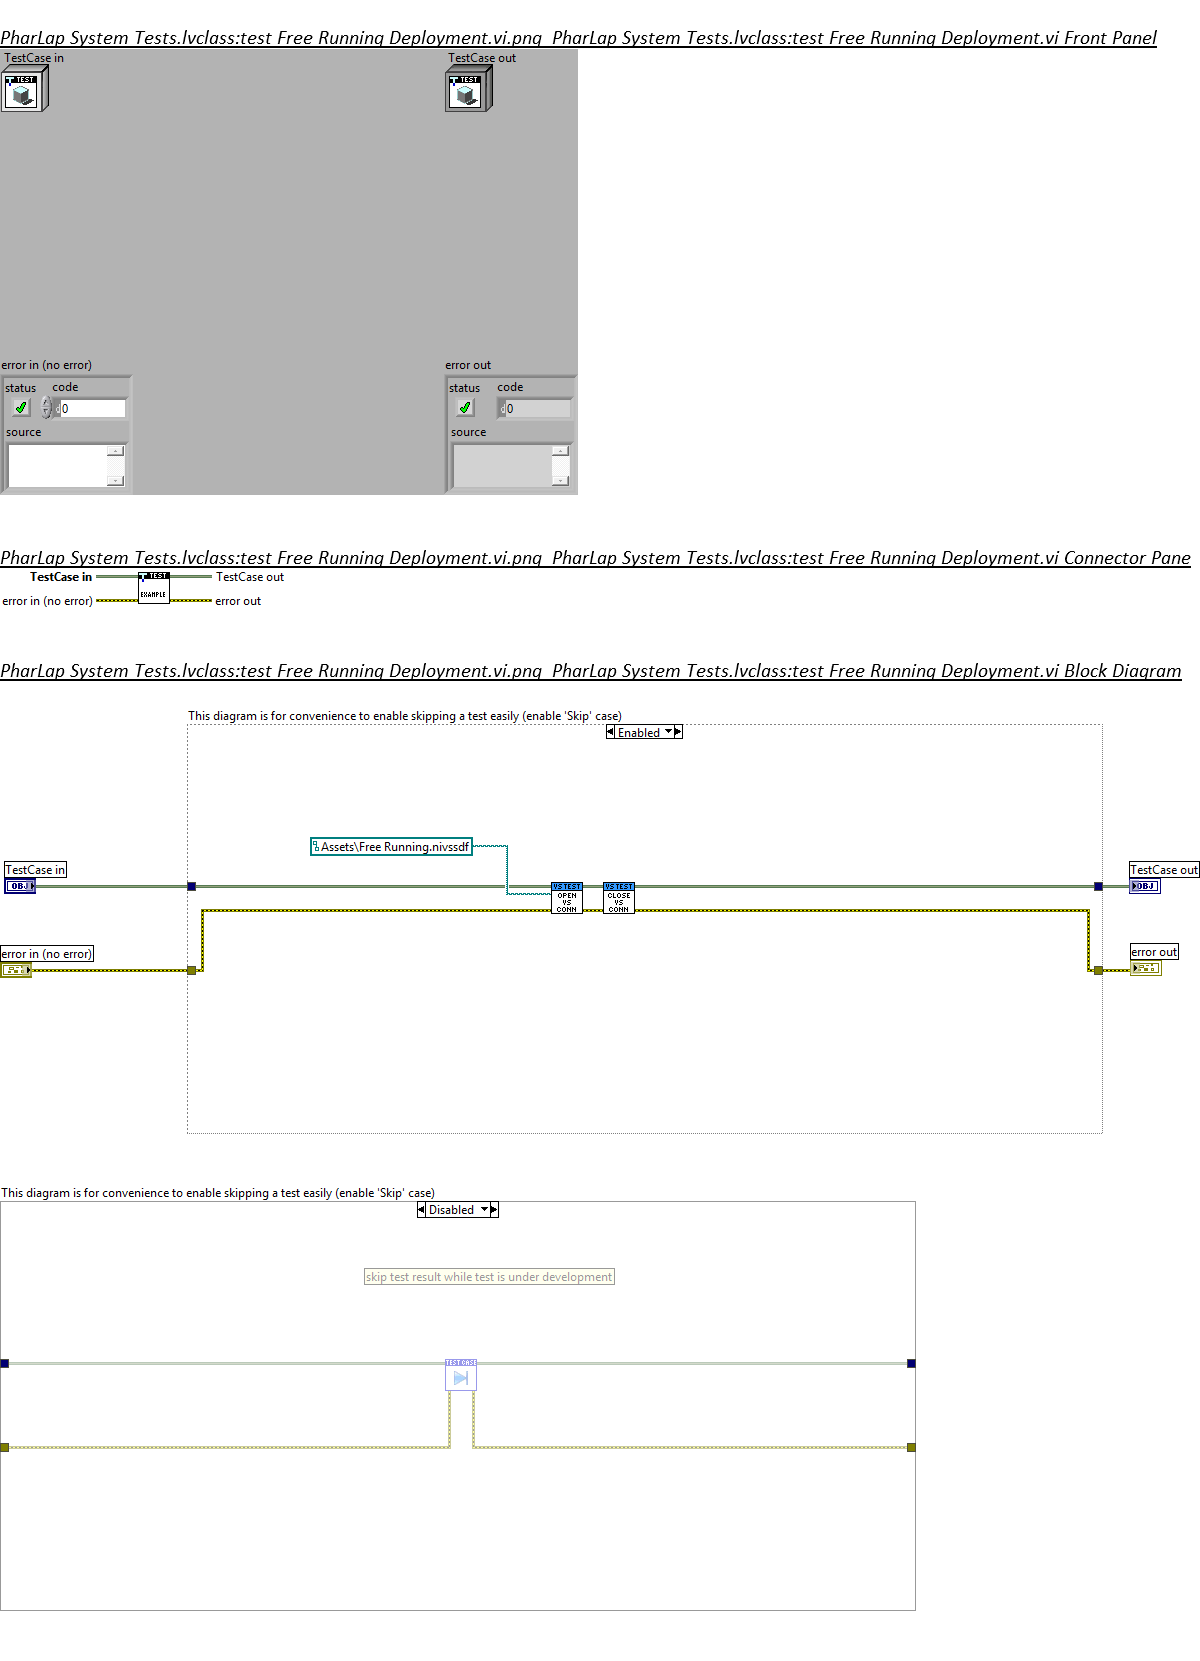 PharLap System Tests.lvclass:test Free Running Deployment.vi.png PharLap System Tests.lvclass:test Free Running Deployment.vi Front Panel
TestCase in
TestCase out
TEST
TEST
error in (no error)
error out
status code
status code
d0
d0
source
source
PharLap System Tests.lvclass:test Free Running Deployment.vi.png PharLap System Tests.lvclass:test Free Running Deployment.vi Connector Pane
TestCase in
TEST
TestCase out
error in (no error)
EXAMPLE
error out
PharLap System Tests.lvclass:test Free Running Deployment.vi.png PharLap System Tests.lvclass:test Free Running Deployment.vi Block Diagram
This diagram is for convenience to enable skipping a test easily (enable 'Skip' case)
Enabled
Assets\Free Running.nivssdf
TestCase in
OBJ
VS TEST
OPEN
VS
CONN
VS TEST
CLOSE
VS
CONN
TestCase out
OBJ
error in (no error)
error out
This diagram is for convenience to enable skipping a test easily (enable 'Skip' case)
Disabled
skip test result while test is under development
TEST CASE